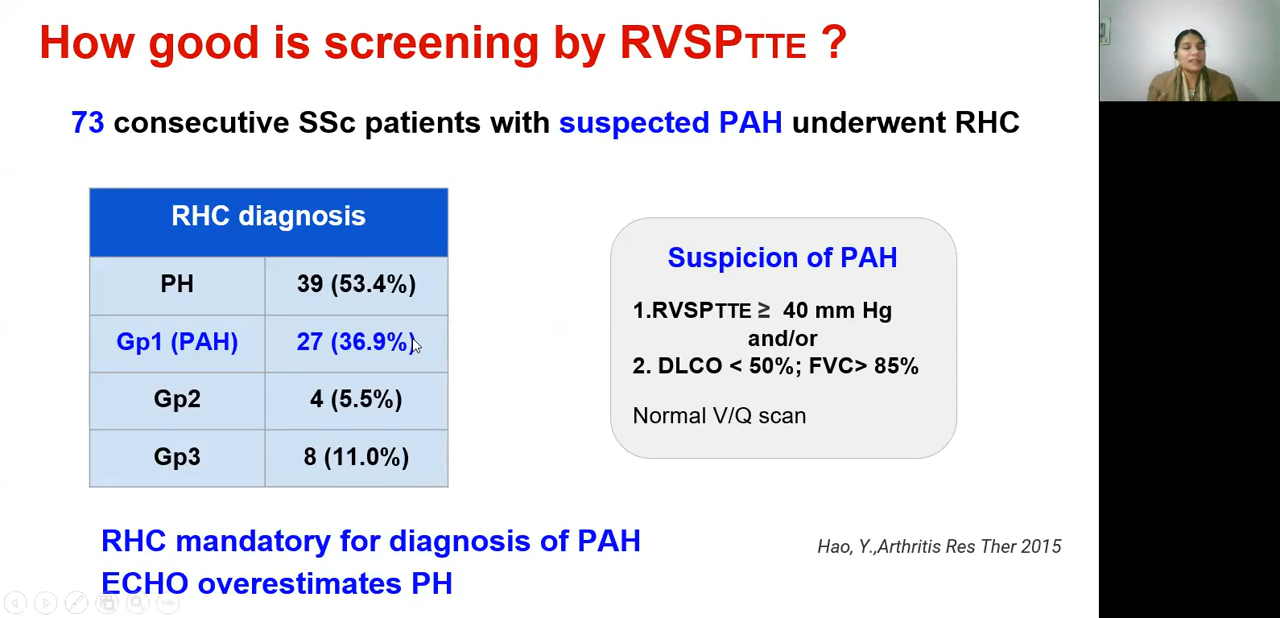 How good is screening by RVSPTTE ?
73 consecutive SSc patients with suspected PAH underwent RHC
RHC diagnosis
PH 39 (53.4%)
Gp1 (PAH) 27 (36.9%)
Gp2 4 (5.5%)
Gp3 8 (11.0%)
Suspicion of PAH
1.RVSPTTE ≥ 40 mm Hg
and/or
2. DLCO < 50%; FVC> 85%
Normal V/Q scan
RHC mandatory for diagnosis of PAH
ECHO overestimates PH
Hao, Y.,Arthritis Res Ther 2015